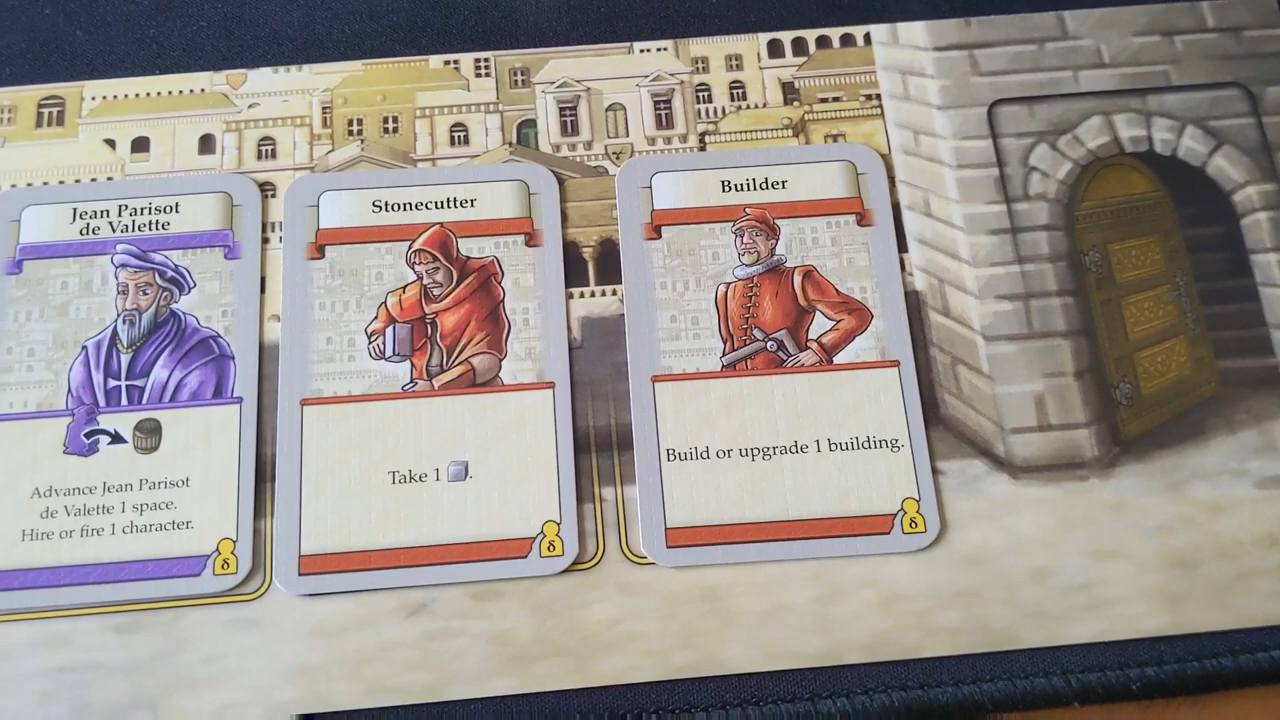 Jean Parisot
de Valette
Advance Jean Parisot
de Valette 1 space.
Hire or fire 1 character.
δ
Stonecutter
Take 1 .
δ
Builder
Build or upgrade 1 building.
δ